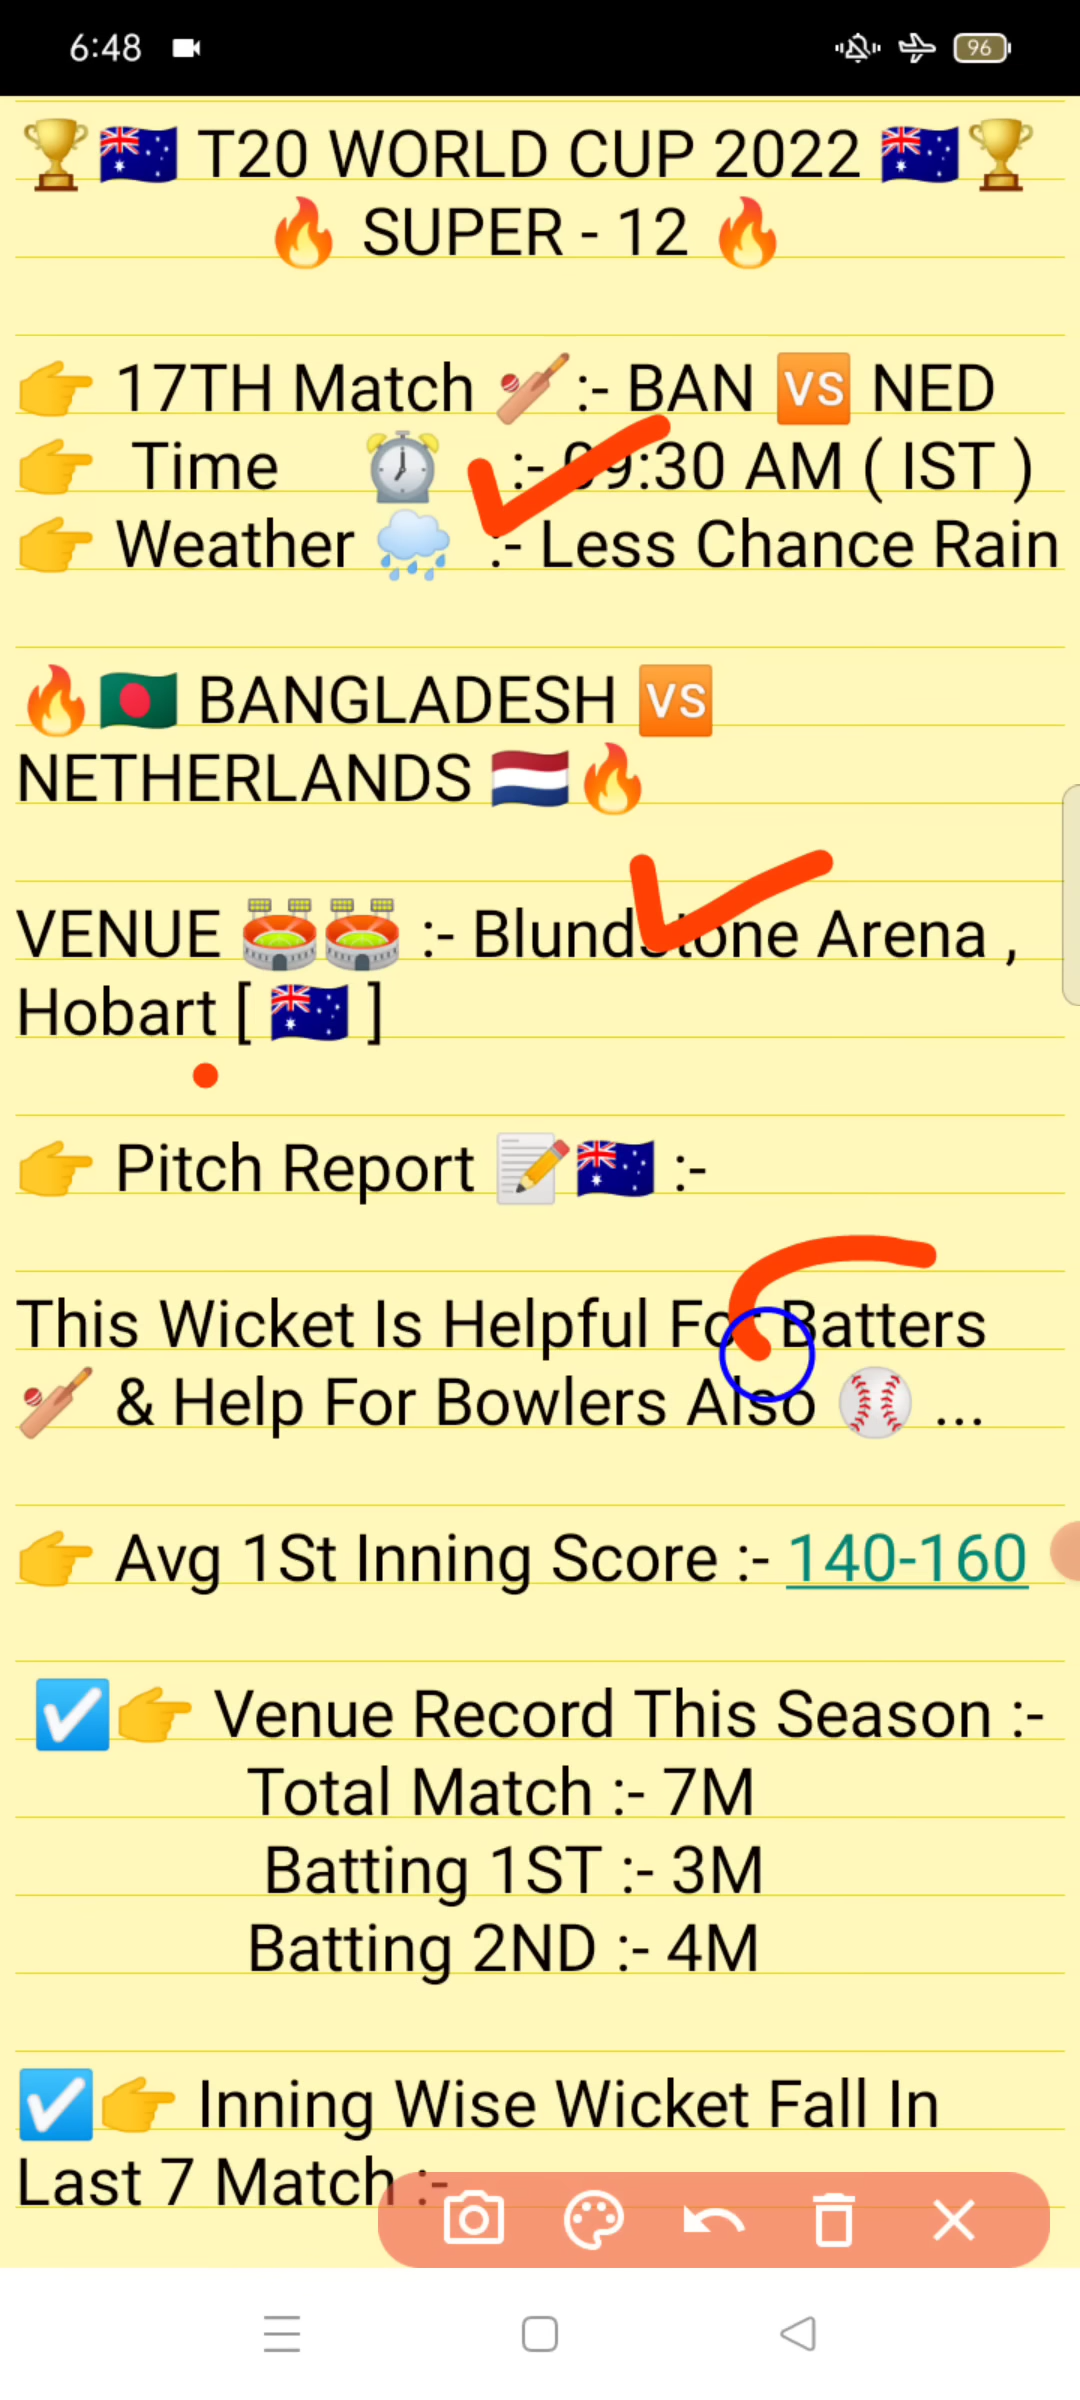 6:48
96
🏆🇦🇺 T20 WORLD CUP 2022 🇦🇺🏆
🔥 SUPER - 12 🔥
👉 17TH Match 🏏 :- BAN 🆚 NED
👉 Time ⏰ :- 09:30 AM ( IST )
👉 Weather 🌧️ :- Less Chance Rain
🔥🇧🇩 BANGLADESH 🆚
NETHERLANDS 🇳🇱🔥
VENUE 🏟️🏟️ :- Blundstone Arena ,
Hobart [ 🇦🇺 ]
👉 Pitch Report 📝🇦🇺 :-
This Wicket Is Helpful For Batters
🏏 & Help For Bowlers Also ⚾ ...
👉 Avg 1St Inning Score :- 140-160
☑️👉 Venue Record This Season :-
Total Match :- 7M
Batting 1ST :- 3M
Batting 2ND :- 4M
☑️👉 Inning Wise Wicket Fall In
Last 7 Match :-